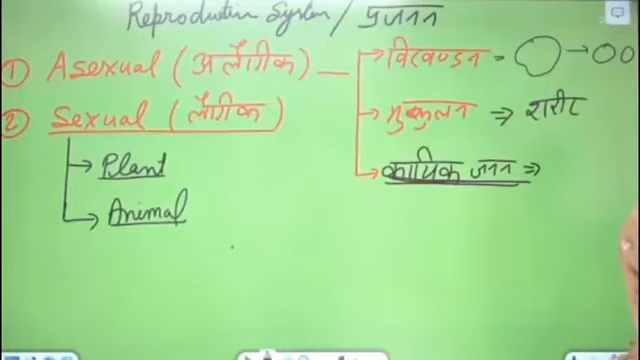 Reproduction System / प्रजनन
① Asexual (अलैंगिक) — → विखण्डन =
② Sexual (लैंगिक) → मुकुलन ⇒ शरीर
→ Plant → कायिक जनन ⇒
→ Animal